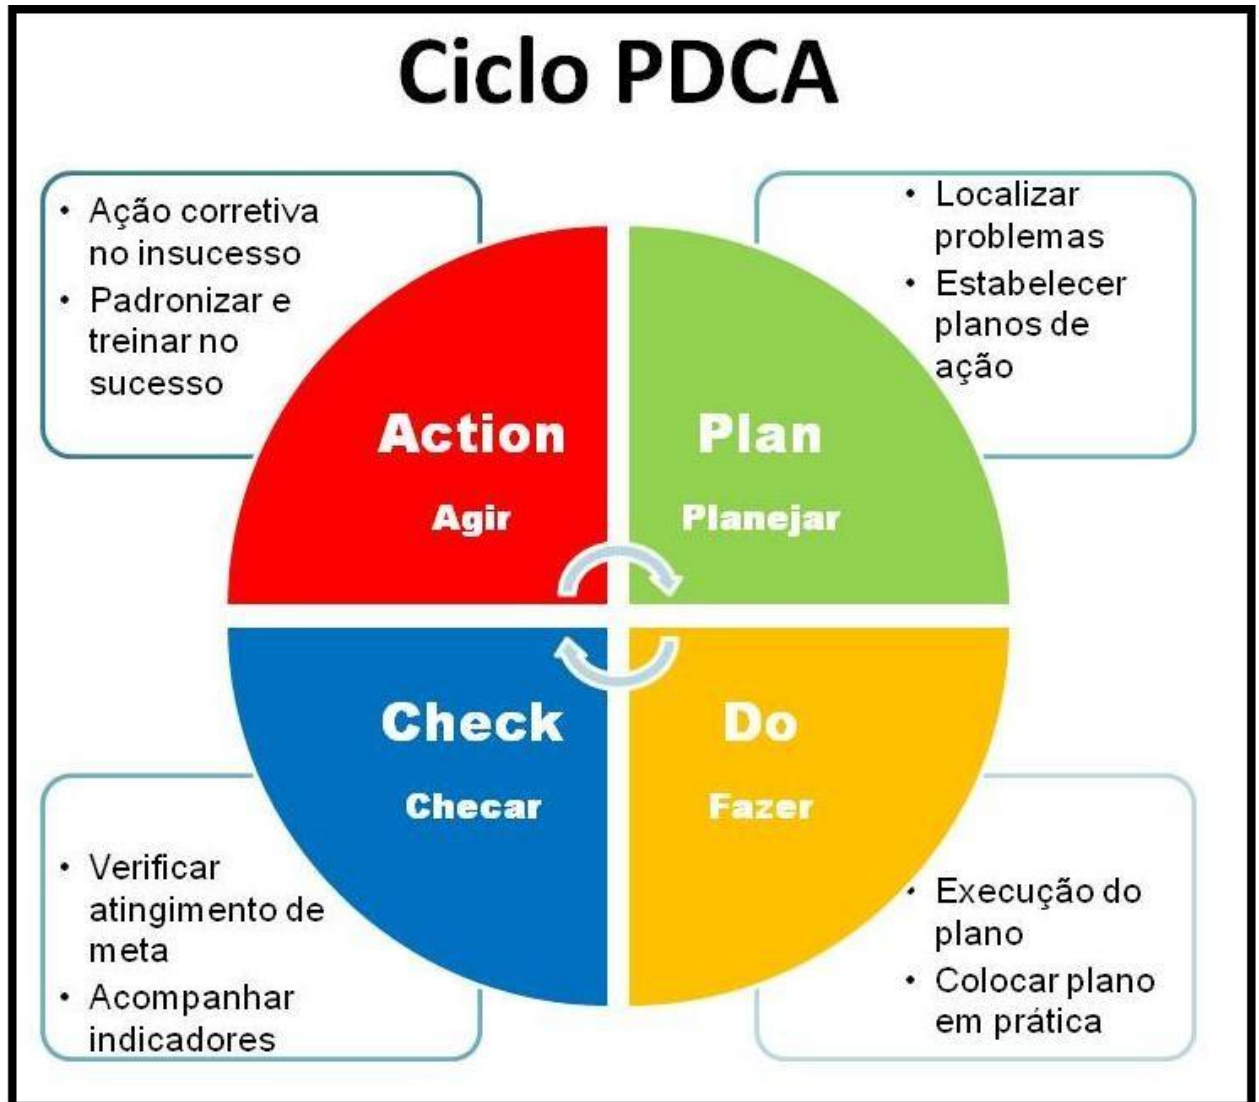 Ciclo PDCA
• Ação corretiva
no insucesso
• Padronizar e
treinar no
sucesso
• Localizar
problemas
• Estabelecer
planos de
ação
Action
Agir
Plan
Planejar
Check
Checar
Do
Fazer
• Verificar
atingimento de
meta
• Acompanhar
indicadores
• Execução do
plano
• Colocar plano
em prática